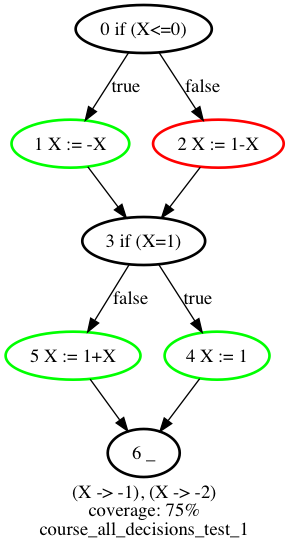 0 if (X<=0)
true
false
1 X := -X
2 X := 1-X
3 if (X=1)
false
true
5 X := 1+X
4 X := 1
6 _
(X -> -1), (X -> -2)
coverage: 75%
course_all_decisions_test_1